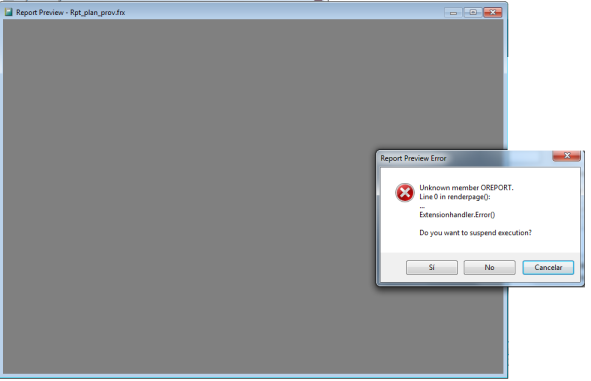 Report Preview - Rpt_plan_prov.frx
Report Preview Error
Unknown member OREPORT.
Line 0 in renderpage():
...
Extensionhandler.Error()
Do you want to suspend execution?
Sí No Cancelar